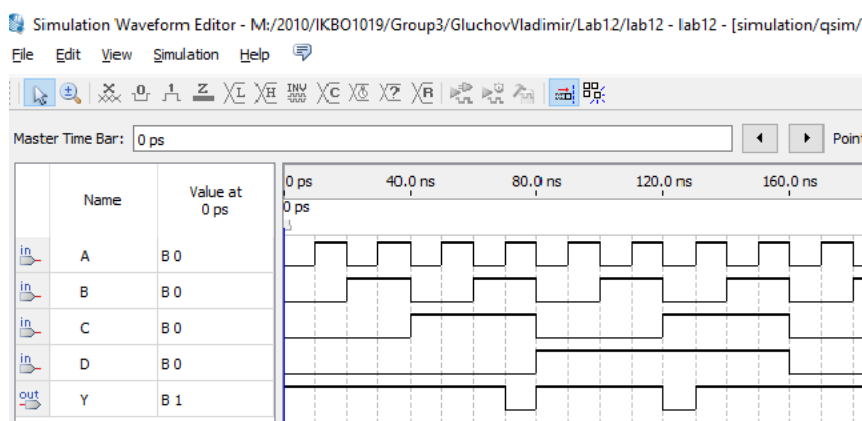 Simulation Waveform Editor - M:/2010/IKBO1019/Group3/GluchovVladimir/Lab12/lab12 - lab12 - [simulation/qsim/
File Edit View Simulation Help
Master Time Bar: 0 ps Point
Name Value at 0 ps
0 ps 40.0 ns 80.0 ns 120.0 ns 160.0 ns
0 ps
in A B 0
in B B 0
in C B 0
in D B 0
out Y B 1